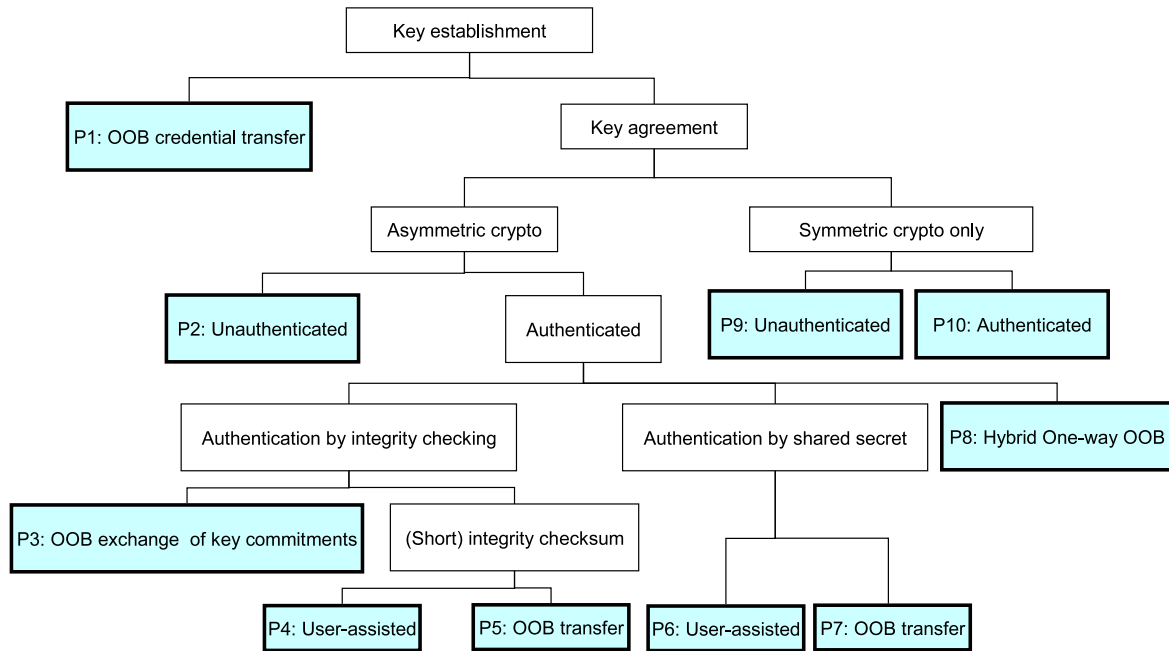 Key establishment
P1: OOB credential transfer
Key agreement
Asymmetric crypto
Symmetric crypto only
P2: Unauthenticated
Authenticated
P9: Unauthenticated
P10: Authenticated
Authentication by integrity checking
Authentication by shared secret
P8: Hybrid One-way OOB
P3: OOB exchange of key commitments
(Short) integrity checksum
P4: User-assisted
P5: OOB transfer
P6: User-assisted
P7: OOB transfer